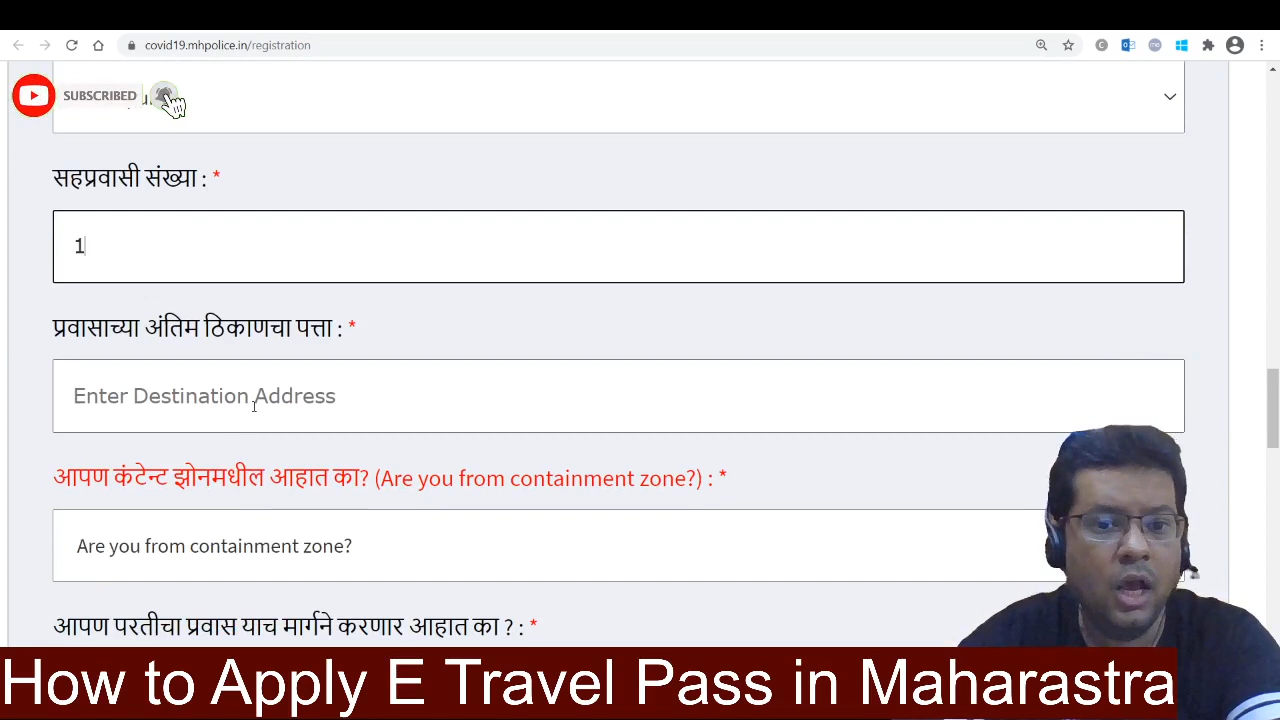 covid19.mhpolice.in/registration
SUBSCRIBED
सहप्रवासी संख्या : *
1
प्रवासाच्या अंतिम ठिकाणचा पत्ता : *
Enter Destination Address
आपण कंटेन्ट झोनमधील आहात का? (Are you from containment zone?) : *
Are you from containment zone?
आपण परतीचा प्रवास याच मार्गाने करणार आहात का ? : *
How to Apply E Travel Pass in Maharastra